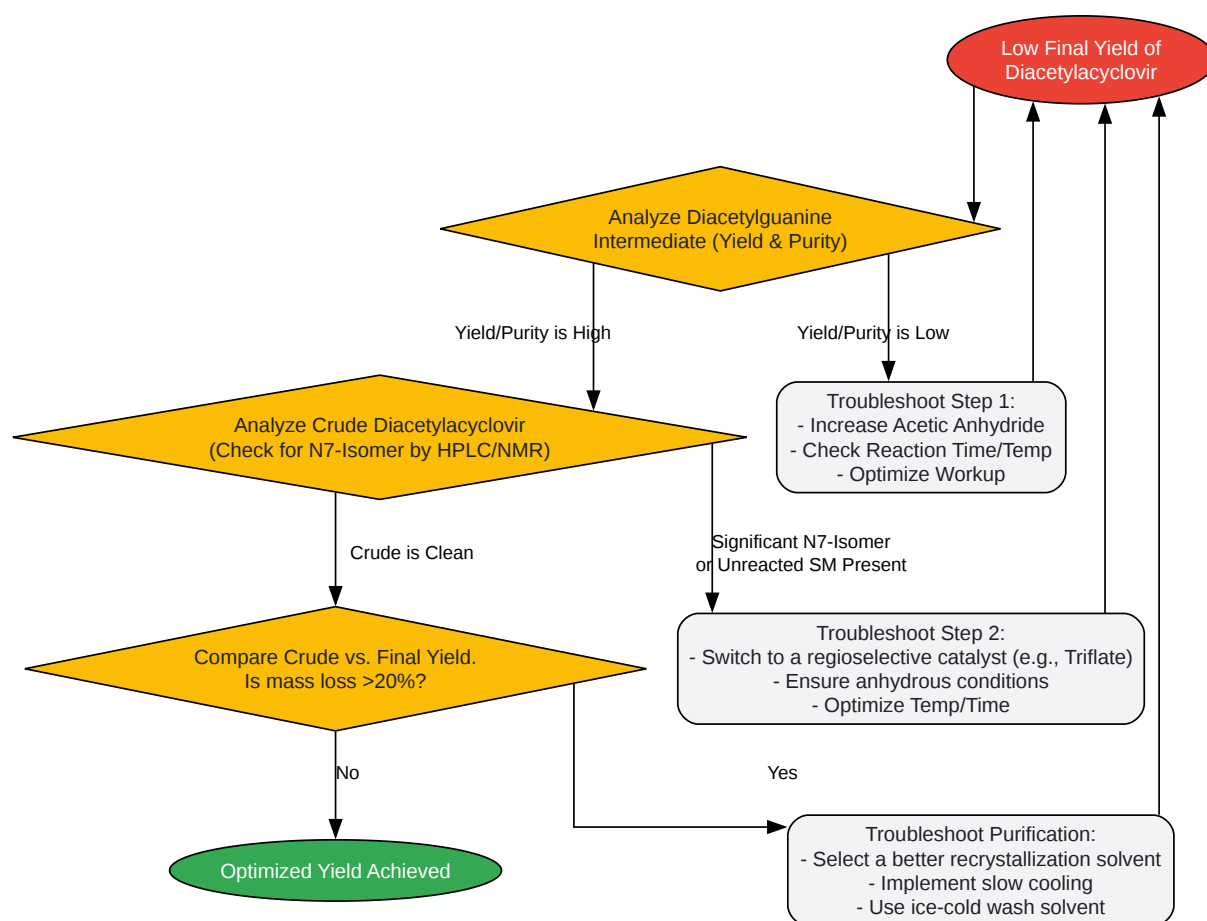 Low Final Yield of
Diacetylacyclovir
Analyze Diacetylguanine
Intermediate (Yield & Purity)
Yield/Purity is High
Yield/Purity is Low
Troubleshoot Step 1:
- Increase Acetic Anhydride
- Check Reaction Time/Temp
- Optimize Workup
Analyze Crude Diacetylacyclovir
(Check for N7-Isomer by HPLC/NMR)
Crude is Clean
Significant N7-Isomer
or Unreacted SM Present
Troubleshoot Step 2:
- Switch to a regioselective catalyst (e.g., Triflate)
- Ensure anhydrous conditions
- Optimize Temp/Time
Compare Crude vs. Final Yield.
Is mass loss >20%?
No
Yes
Troubleshoot Purification:
- Select a better recrystallization solvent
- Implement slow cooling
- Use ice-cold wash solvent
Optimized Yield Achieved